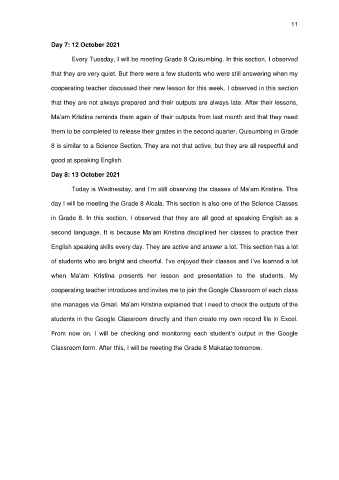 11
Day 7: 12 October 2021
Every Tuesday, I will be meeting Grade 8 Quisumbing. In this section, I observed
that they are very quiet. But there were a few students who were still answering when my
cooperating teacher discussed their new lesson for this week. I observed in this section
that they are not always prepared and their outputs are always late. After their lessons,
Ma'am Kristina reminds them again of their outputs from last month and that they need
them to be completed to release their grades in the second quarter. Quisumbing in Grade
8 is similar to a Science Section. They are not that active, but they are all respectful and
good at speaking English.
Day 8: 13 October 2021
Today is Wednesday, and I'm still observing the classes of Ma'am Kristina. This
day I will be meeting the Grade 8 Alcala. This section is also one of the Science Classes
in Grade 8. In this section, I observed that they are all good at speaking English as a
second language. It is because Ma'am Kristina disciplined her classes to practice their
English speaking skills every day. They are active and answer a lot. This section has a lot
of students who are bright and cheerful. I've enjoyed their classes and I've learned a lot
when Ma'am Kristina presents her lesson and presentation to the students. My
cooperating teacher introduces and invites me to join the Google Classroom of each class
she manages via Gmail. Ma'am Kristina explained that I need to check the outputs of the
students in the Google Classroom directly and then create my own record file in Excel.
From now on, I will be checking and monitoring each student's output in the Google
Classroom form. After this, I will be meeting the Grade 8 Makatao tomorrow.